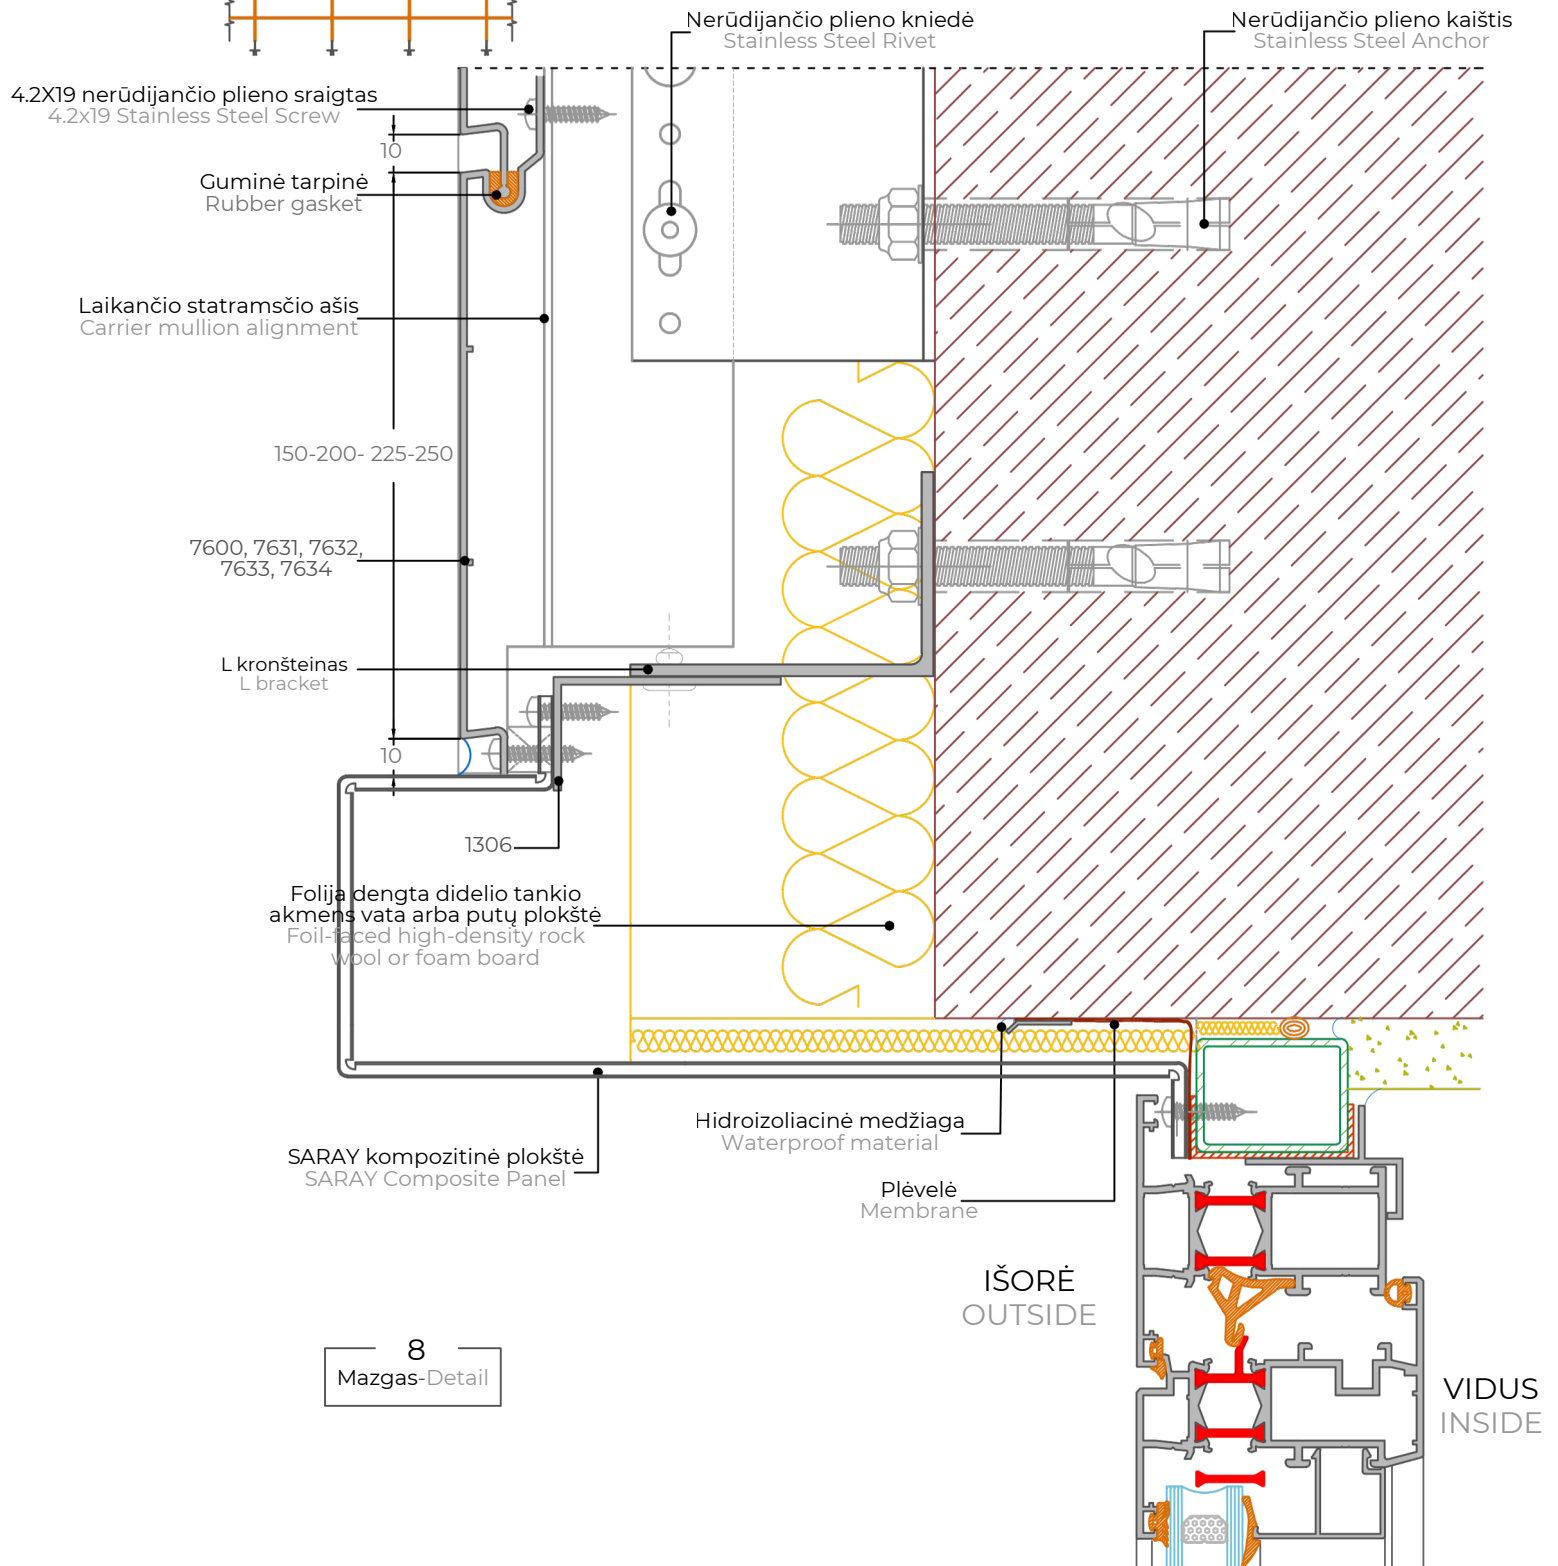 Nerūdijančio plieno kniedė
Stainless Steel Rivet
Nerūdijančio plieno kaištis
Stainless Steel Anchor
4.2X19 nerūdijančio plieno sraigtas
4.2x19 Stainless Steel Screw
10
Guminė tarpinė
Rubber gasket
Laikančio statramsčio ašis
Carrier mullion alignment
150-200- 225-250
7600, 7631, 7632,
7633, 7634
L kronšteinas
L bracket
10
1306
Folija dengta didelio tankio
akmens vata arba putų plokštė
Foil-faced high-density rock
wool or foam board
Hidroizoliacinė medžiaga
Waterproof material
SARAY kompozitinė plokštė
SARAY Composite Panel
Plėvelė
Membrane
IŠORĖ
OUTSIDE
8
Mazgas-Detail
VIDUS
INSIDE